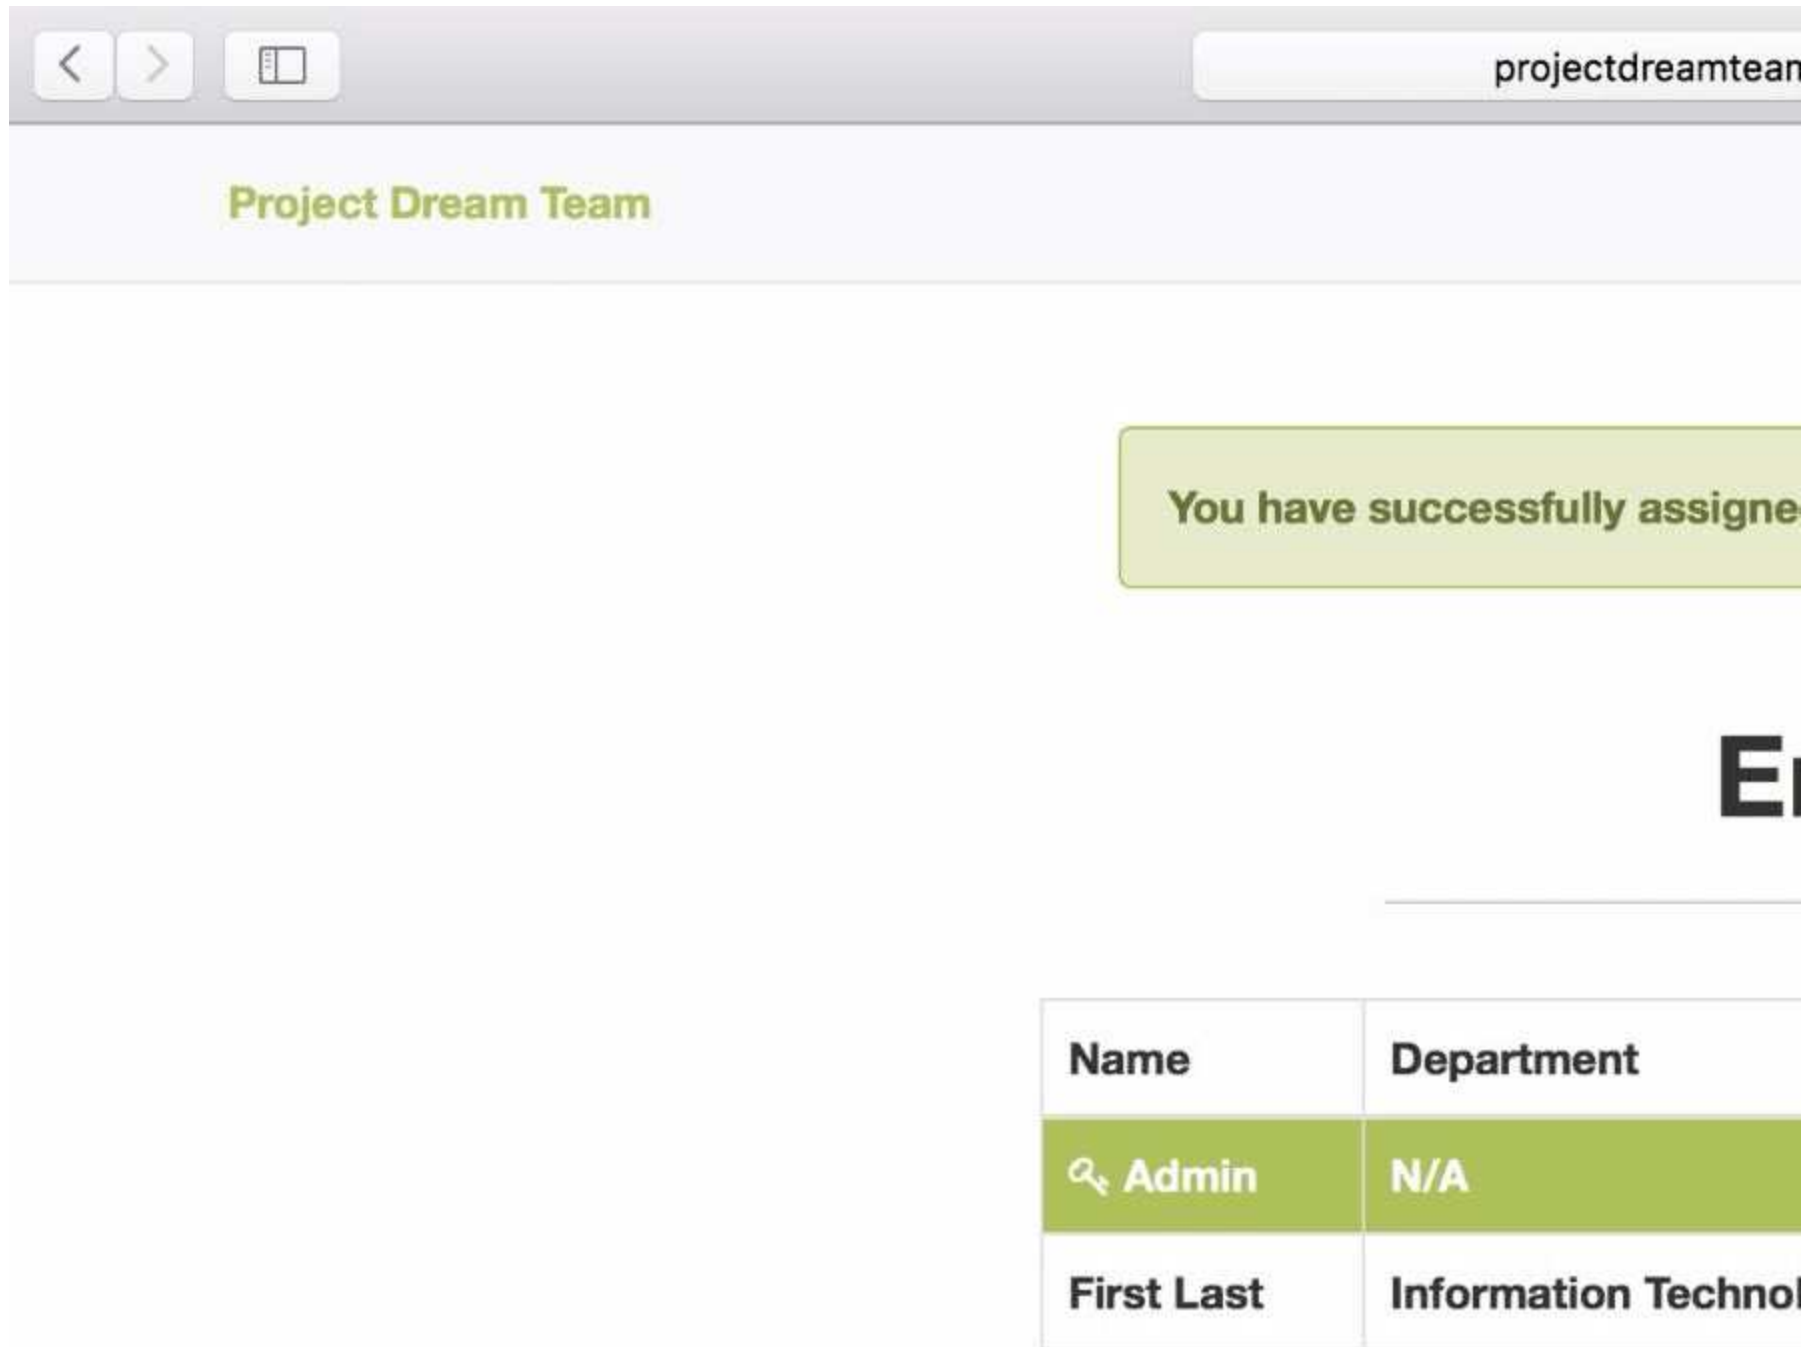 projectdreamtean
Project Dream Team
You have successfully assigne
Name Department
Admin N/A
First Last Information Technol